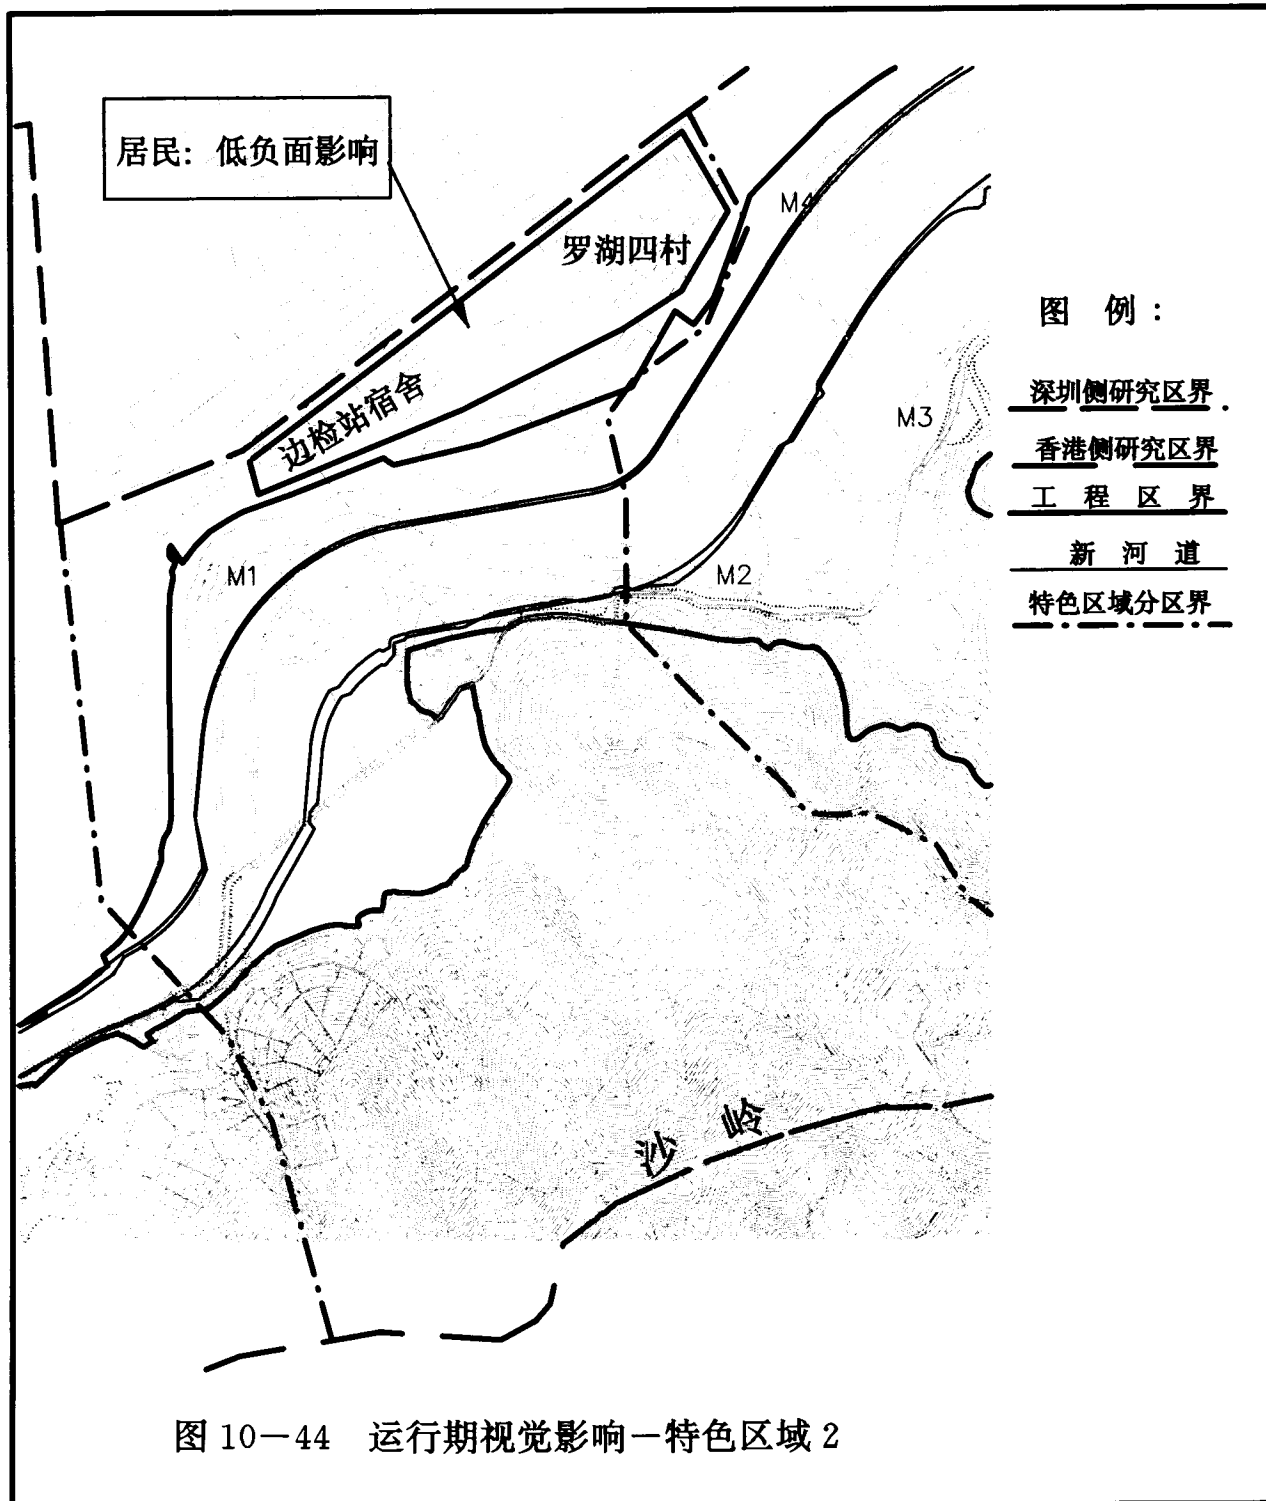 居民：低负面影响
罗湖四村
边检站宿舍
M4
M3
M1
M2
沙岭
图 例：
深圳侧研究区界
香港侧研究区界
工程区界
新河道
特色区域分区界
图 10－44 运行期视觉影响－特色区域 2